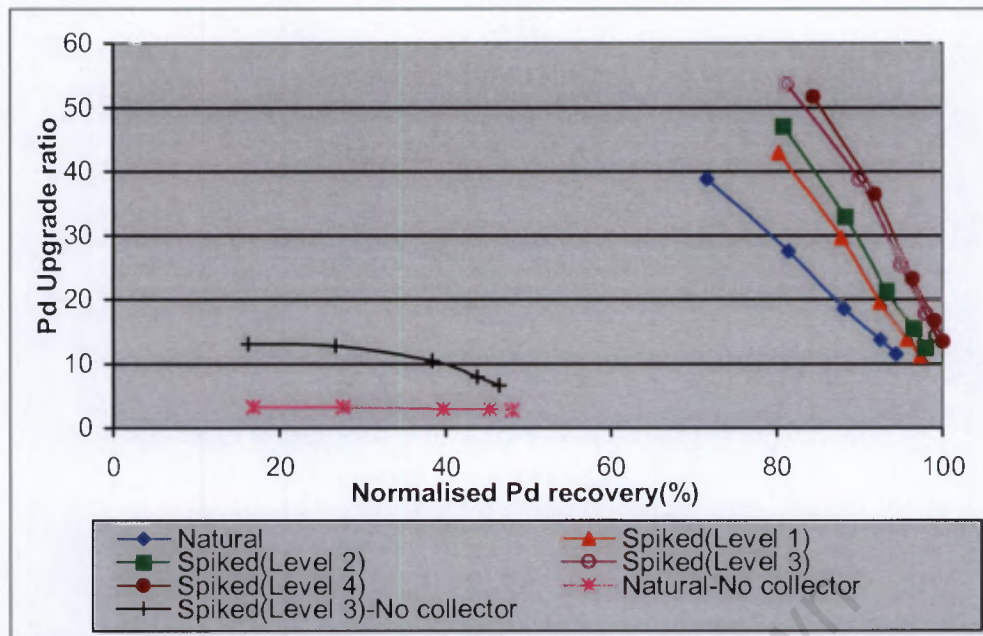 60
50
40
30
20
10
0
Pd Upgrade ratio
0 20 40 60 80 100
Normalised Pd recovery(%)
Natural
Spiked(Level 1)
Spiked(Level 2)
Spiked(Level 3)
Spiked(Level 4)
Natural-No collector
Spiked(Level 3)-No collector